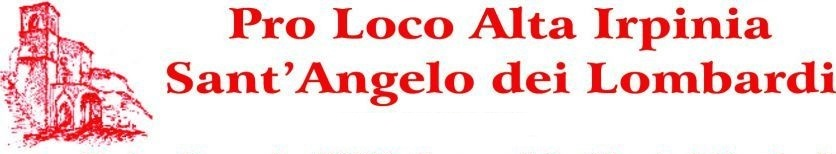 Pro Loco Alta Irpinia
Sant'Angelo dei Lombardi